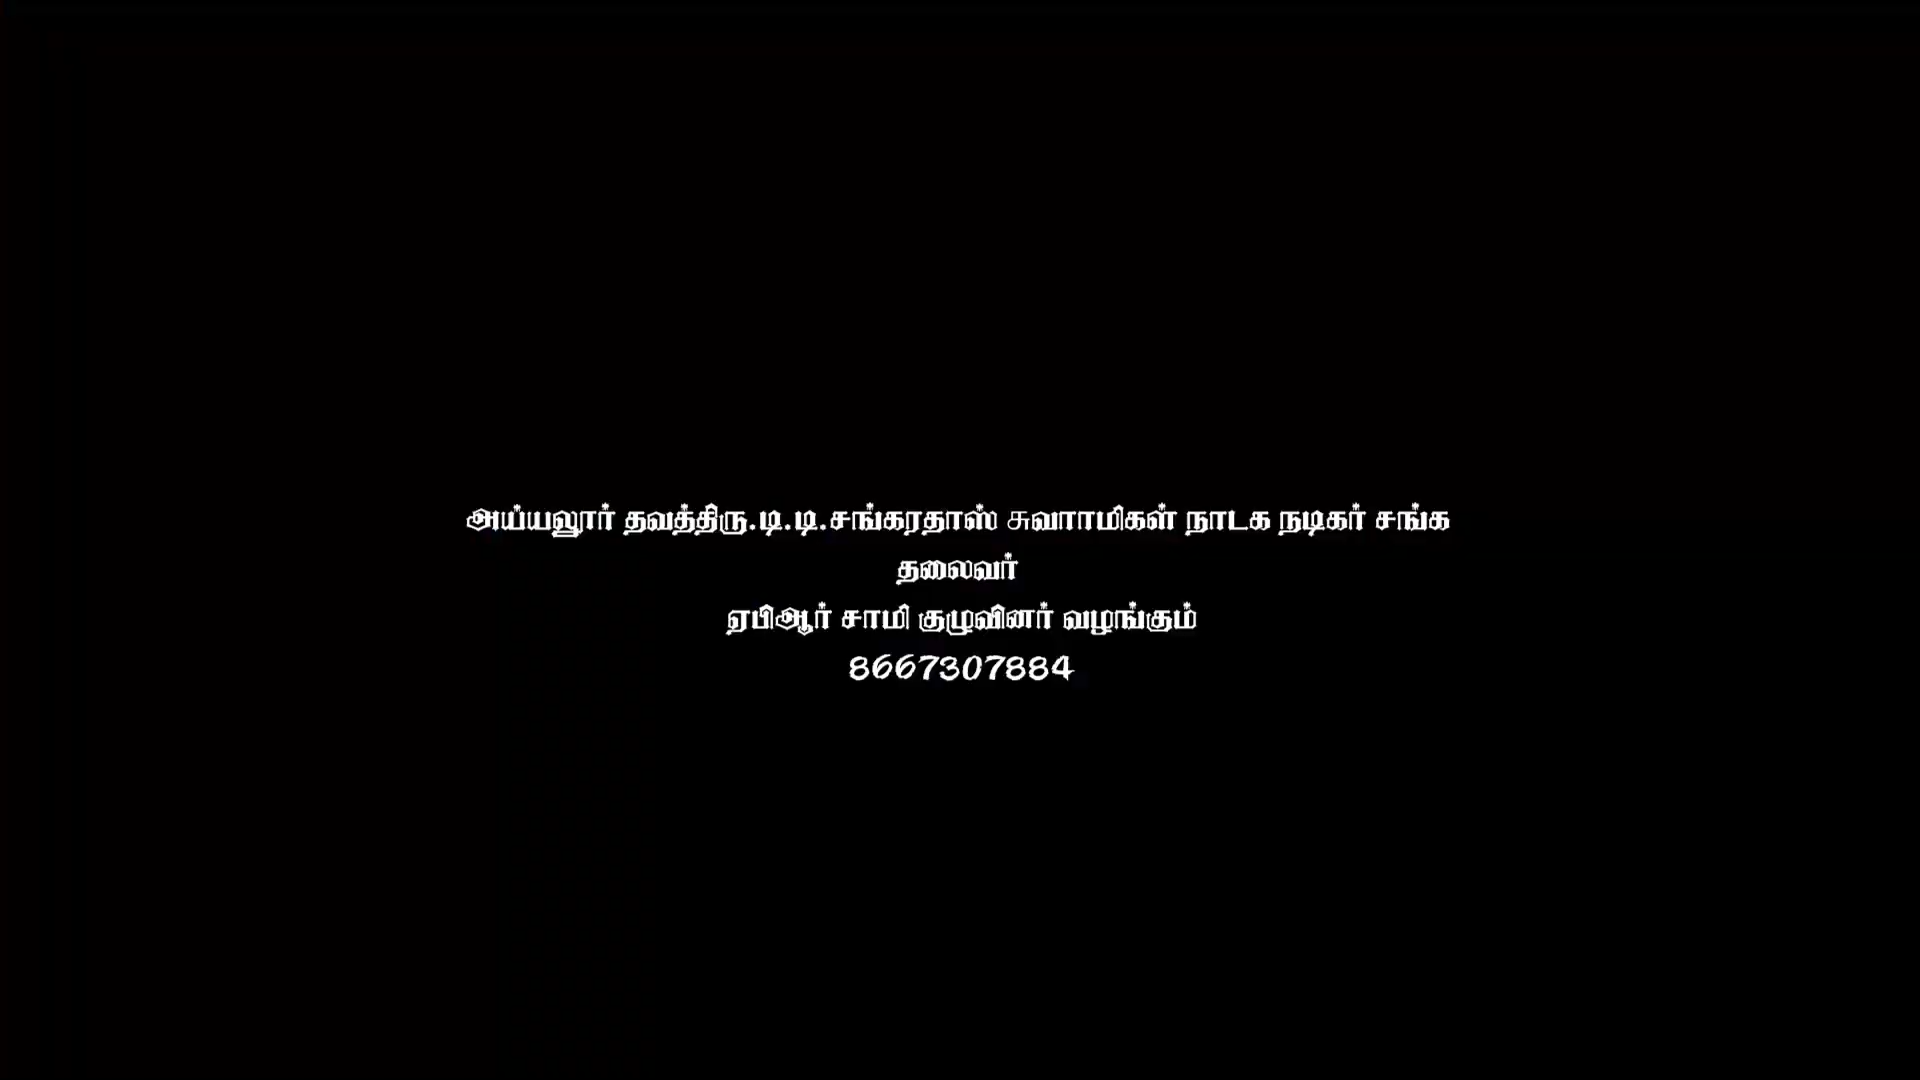 அய்யலூர் தவத்திரு.டி.டி.சங்கரதாஸ் சுவாாமிகள் நாடக நடிகர் சங்க
தலைவர்
ஏபிஆர் சாமி குழுவினர் வழங்கும்
8667307884